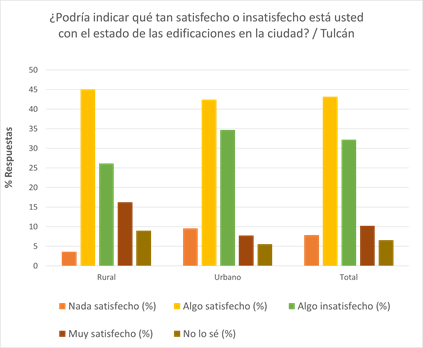 ¿Podría indicar qué tan satisfecho o insatisfecho está usted
con el estado de las edificaciones en la ciudad? / Tulcán
50
45
40
35
30
25
20
15
10
5
0
% Respuestas
Rural Urbano Total
Nada satisfecho (%) Algo satisfecho (%) Algo insatisfecho (%)
Muy satisfecho (%) No lo sé (%)